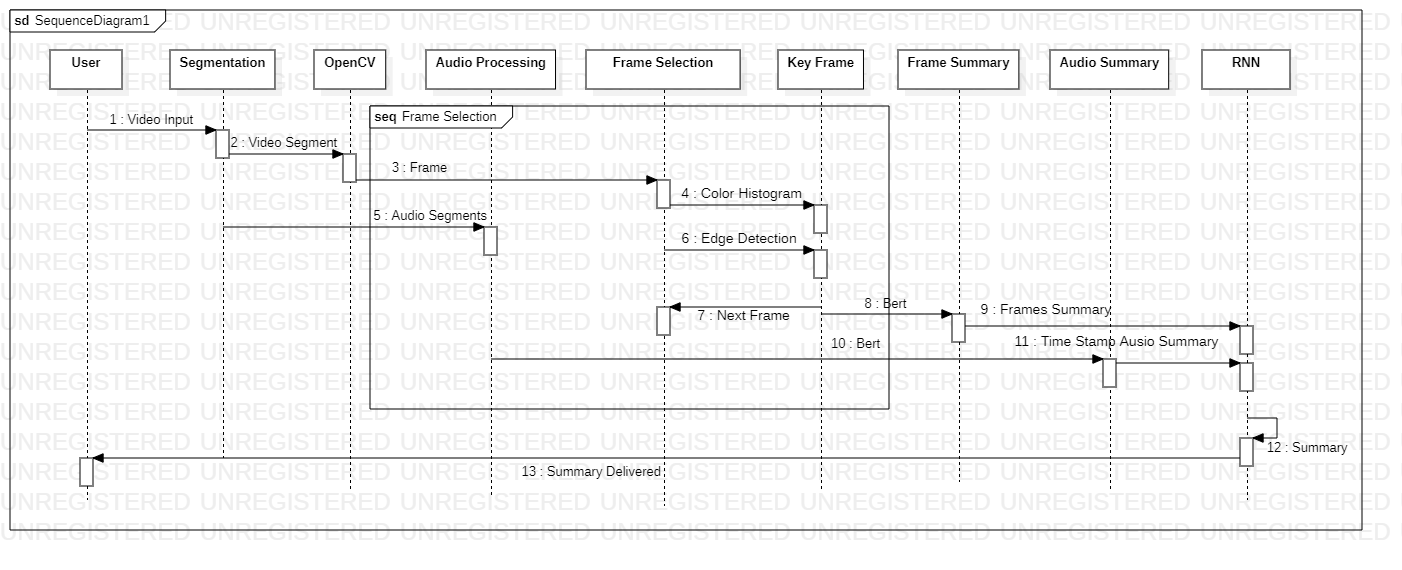 sd SequenceDiagram1
User
Segmentation
OpenCV
Audio Processing
Frame Selection
Key Frame
Frame Summary
Audio Summary
RNN
seq Frame Selection
1 : Video Input
2 : Video Segment
3 : Frame
4 : Color Histogram
5 : Audio Segments
6 : Edge Detection
8 : Bert
9 : Frames Summary
7 : Next Frame
10 : Bert
11 : Time Stamp Ausio Summary
12 : Summary
13 : Summary Delivered
UNREGISTERED